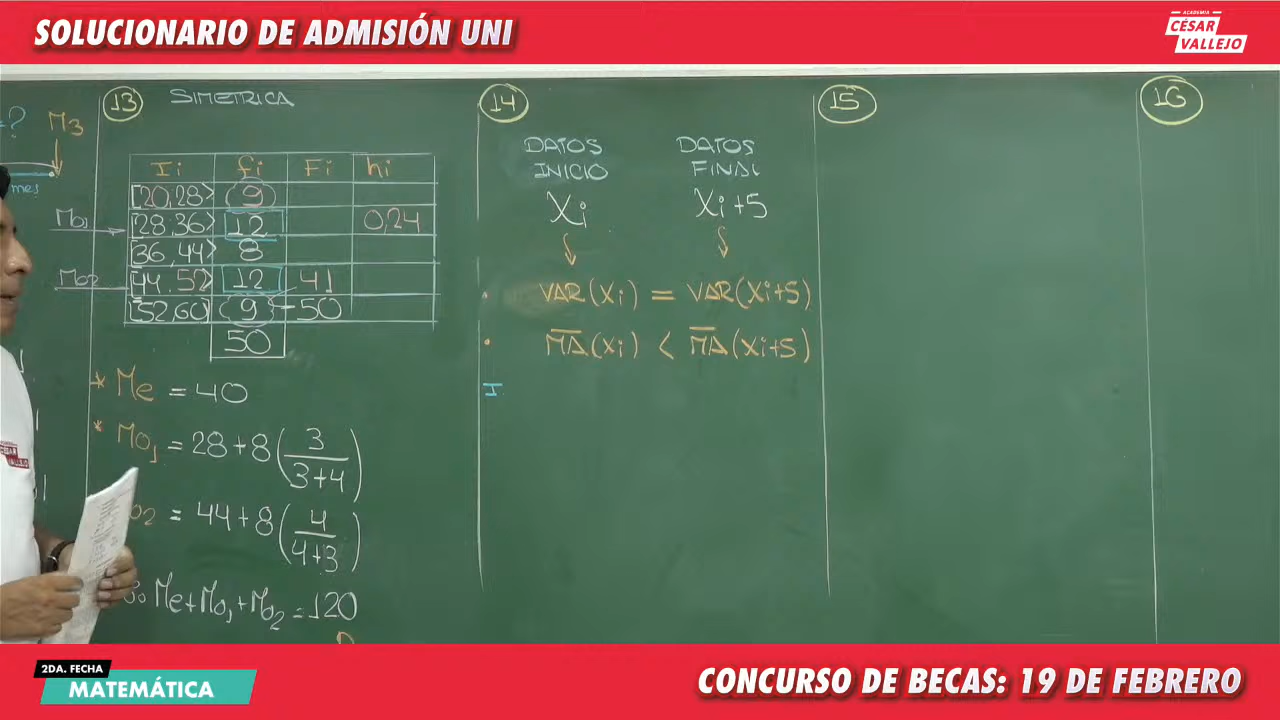 SOLUCIONARIO DE ADMISIÓN UNI
ACADEMIA
CÉSAR
VALLEJO
M3
mes
13
SIMETRICA
Ii fi Fi hi
[20,28> 9
Mo1
[28,36> 12 0,24
[36,44> 8
Mo2
[44,52> 12 41
[52,60] 9 50
50
* Me = 40
* Mo1 = 28+8(3/(3+4))
o2 = 44+8(4/(4+3))
Me+Mo1+Mo2=120
14
DATOS INICIO
DATOS FINAL
Xi
Xi+5
• VAR(Xi) = VAR(Xi+5)
• MA(Xi) < MA(Xi+5)
I
15
16
CÉSAR
VALLEJO
2DA. FECHA
MATEMÁTICA
CONCURSO DE BECAS: 19 DE FEBRERO